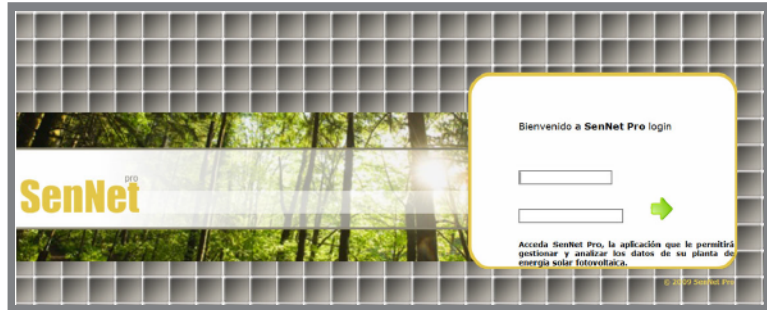 Bienvenido a SenNet Pro login
pro
SenNet
Acceda SenNet Pro, la aplicación que le permitirá
gestionar y analizar los datos de su planta de
energía solar fotovoltaica.
© 2009 SenNet Pro